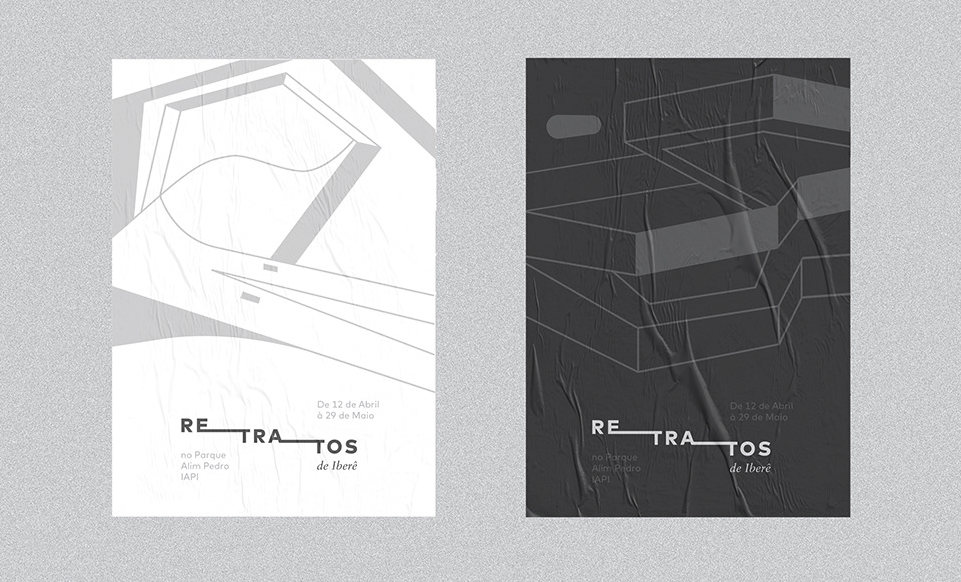 De 12 de Abril
à 29 de Maio
RE
TRA
TOS
de Iberê
no Parque
Alim Pedro
IAPI
De 12 de Abril
à 29 de Maio
RE
TRA
TOS
de Iberê
no Parque
Alim Pedro
IAPI